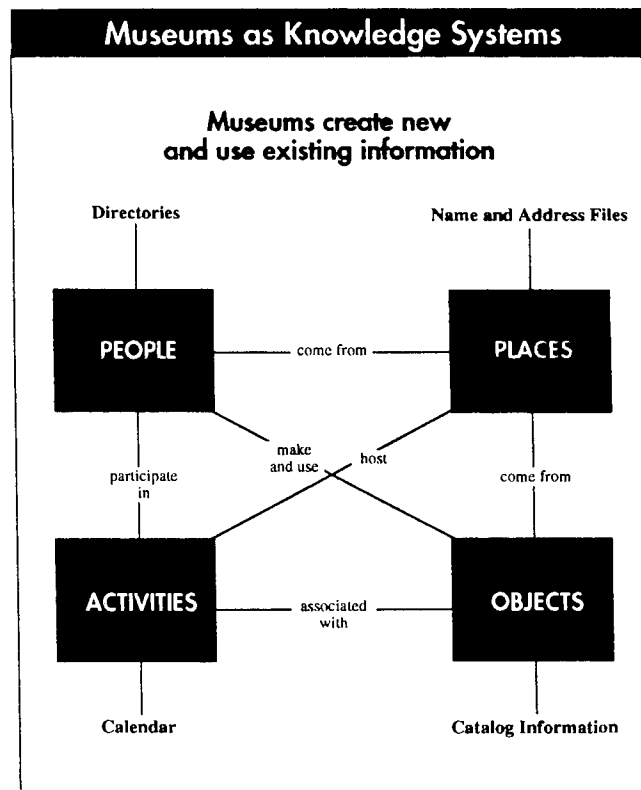 Museums as Knowledge Systems
Museums create new
and use existing information
Directories
Name and Address Files
PEOPLE
come from
PLACES
make
and use
host
participate
in
come from
ACTIVITIES
associated
with
OBJECTS
Calendar
Catalog Information